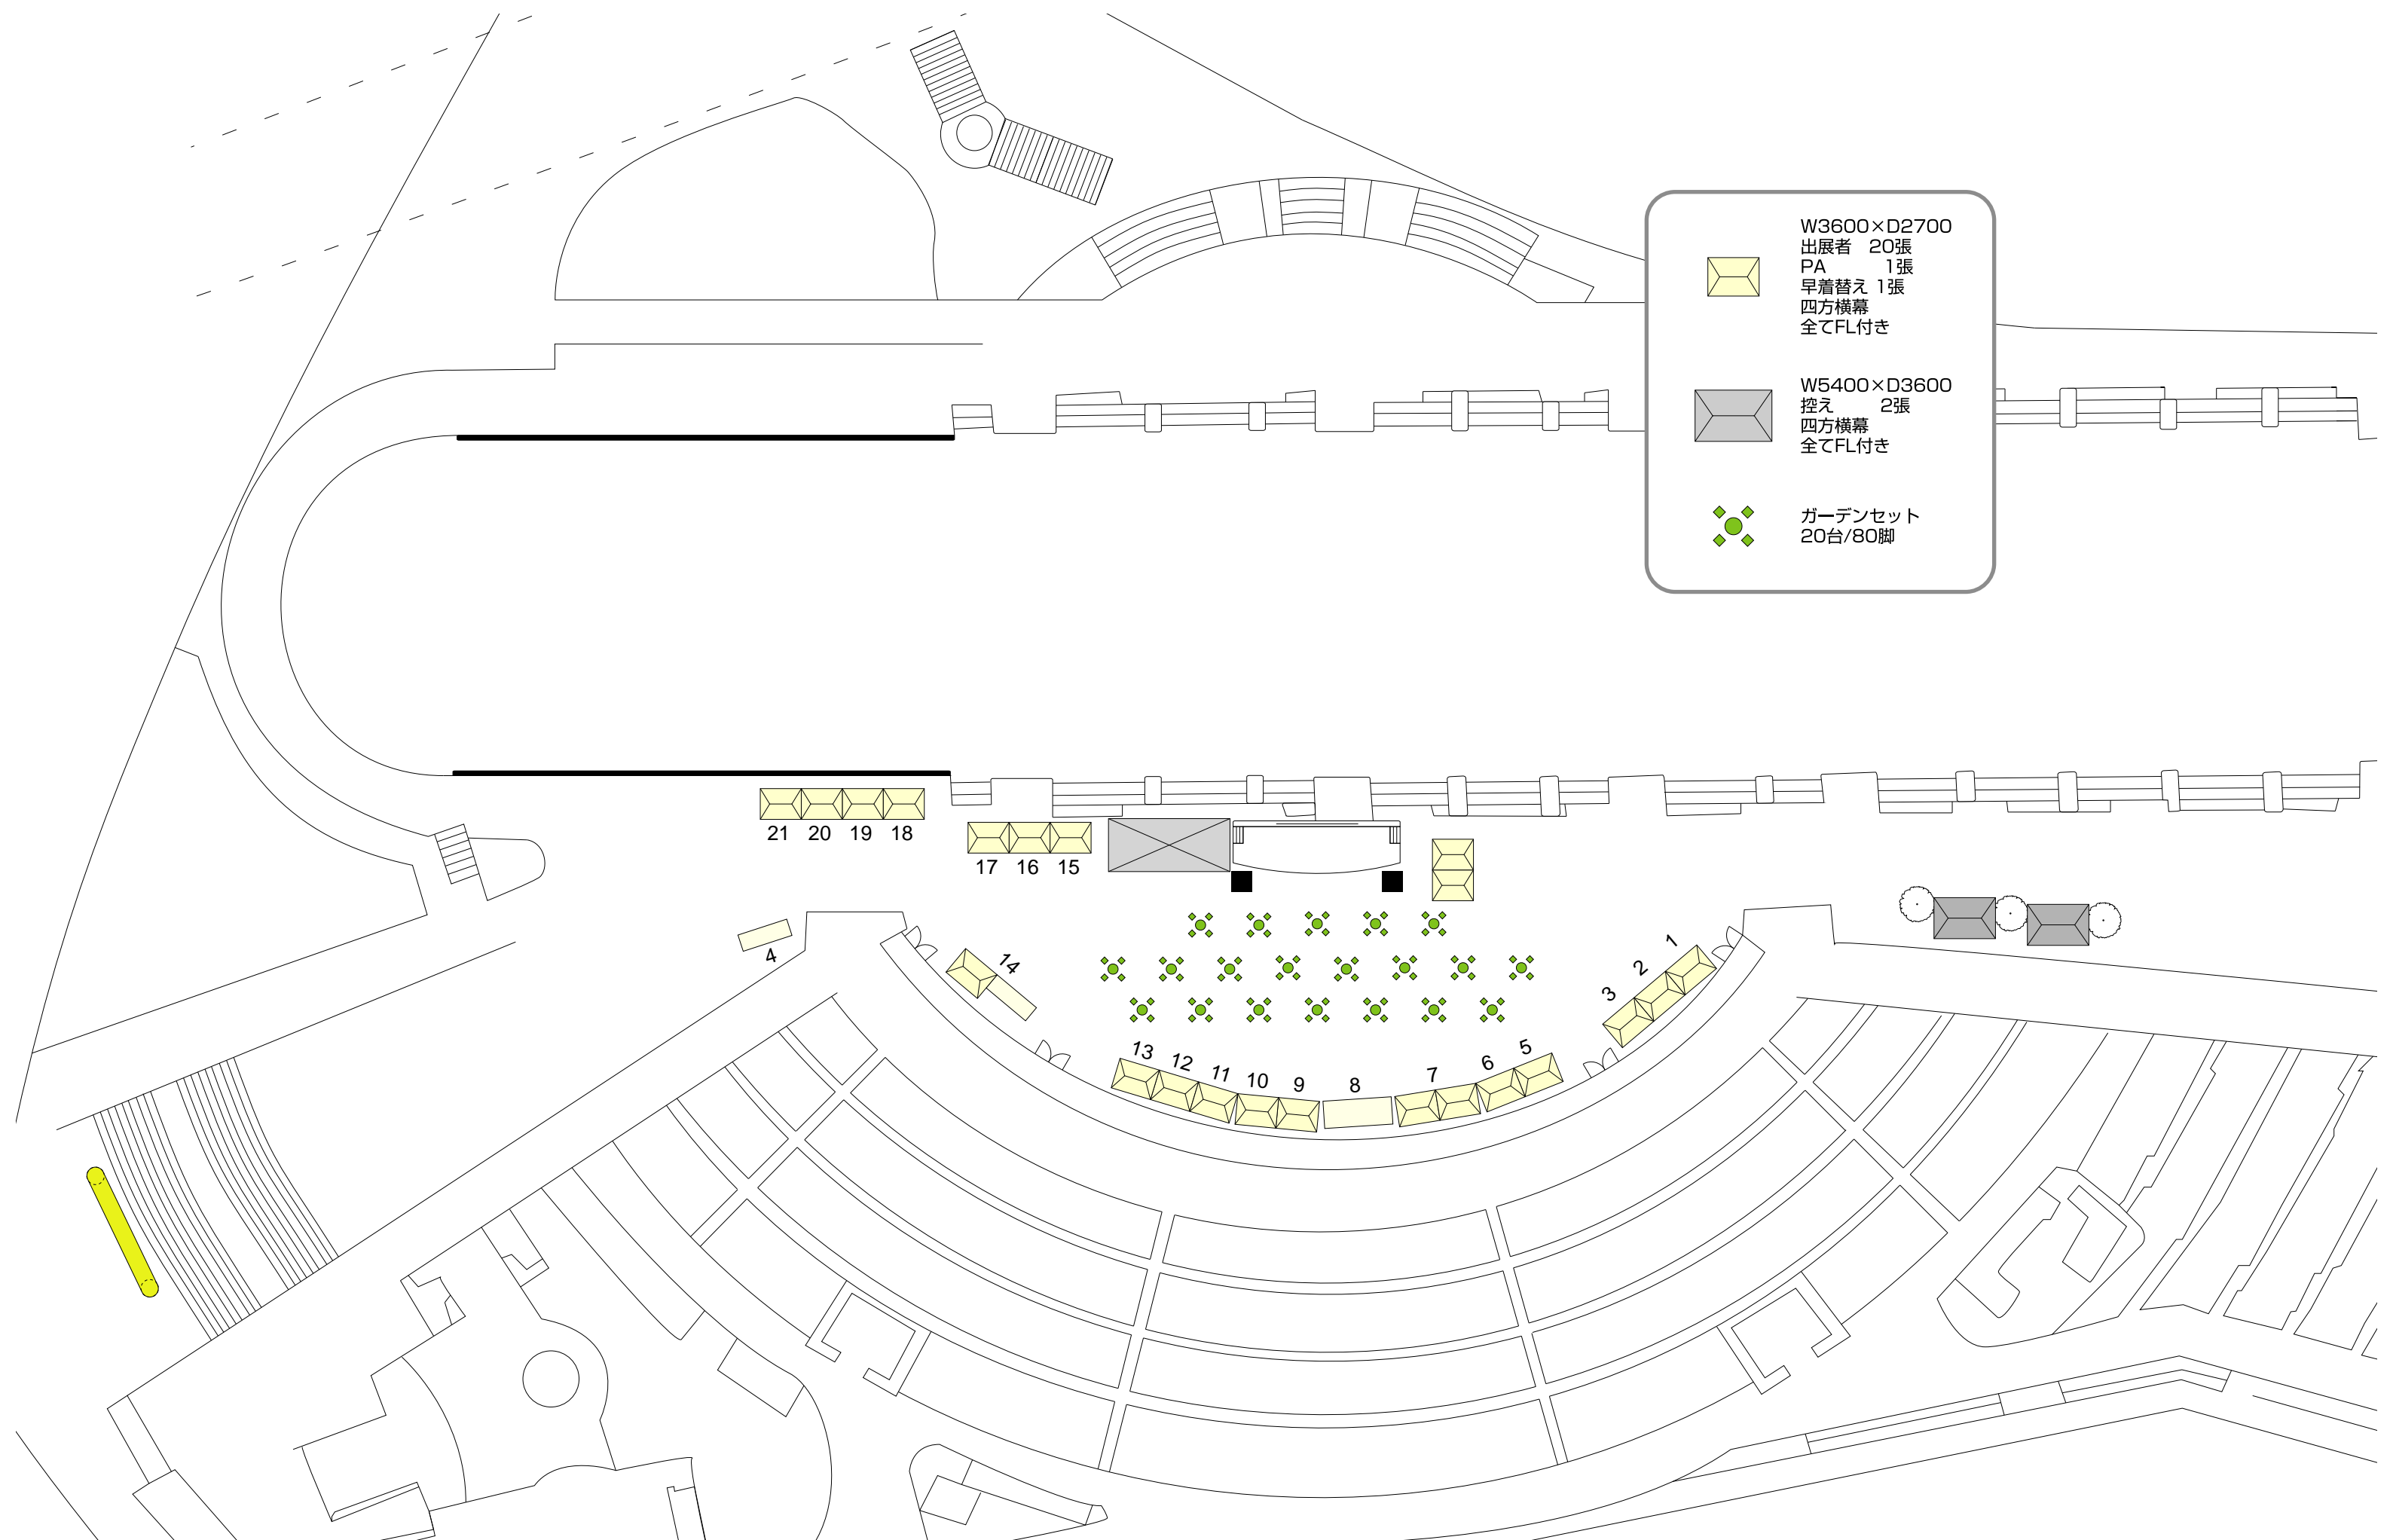 W3600×D2700
出展者　20張
PA　　　1張
早着替え 1張
四方横幕
全てFL付き
W5400×D3600
控え　　 2張
四方横幕
全てFL付き
ガーデンセット
20台/80脚
21 20 19 18
17 16 15
4
14
1
2
3
13 12 11 10 9 8 7 6 5